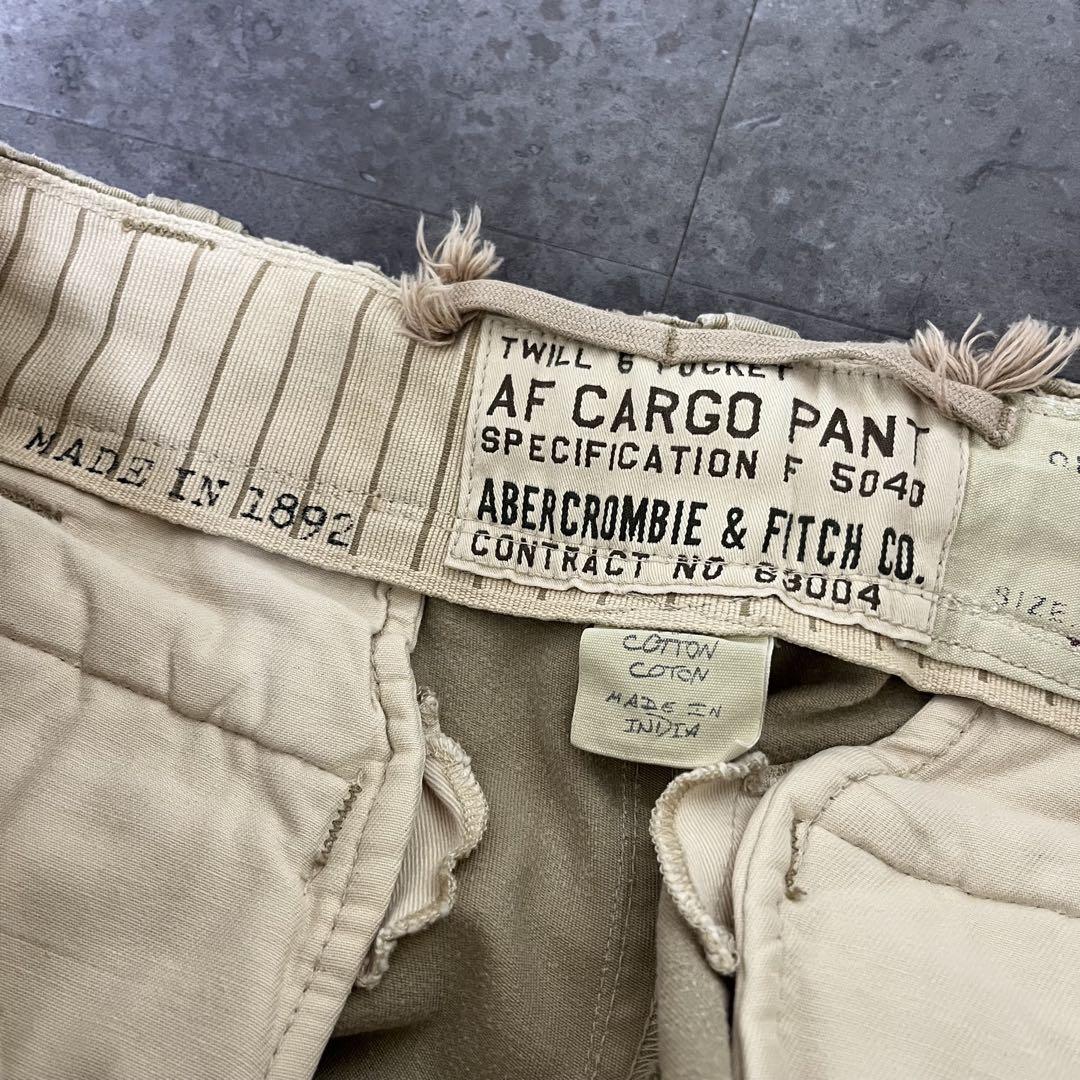 MADE IN 1892
TWILL 6 POCKET
AF CARGO PANT
SPECIFICATION F 5040
ABERCROMBIE & FITCH CO.
CONTRACT NO 83004
SIZE
COTTON
COTON
MADE IN
INDIA